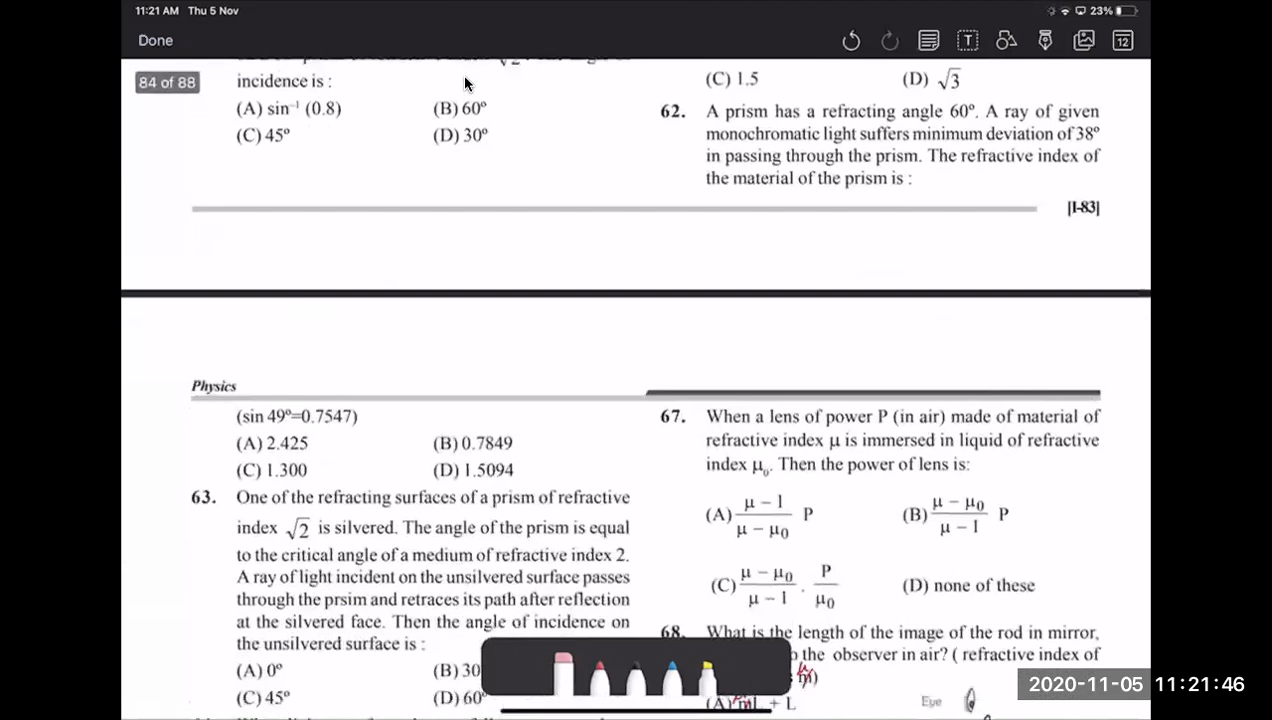 11:21 AM Thu 5 Nov
23%
Done
12
84 of 88
incidence is :
(A) sin⁻¹ (0.8) (B) 60º
(C) 45º (D) 30º
(C) 1.5 (D) √3
62. A prism has a refracting angle 60º. A ray of given
monochromatic light suffers minimum deviation of 38º
in passing through the prism. The refractive index of
the material of the prism is :
|I-83|
Physics
(sin 49º=0.7547)
(A) 2.425 (B) 0.7849
(C) 1.300 (D) 1.5094
63. One of the refracting surfaces of a prism of refractive
index √2 is silvered. The angle of the prism is equal
to the critical angle of a medium of refractive index 2.
A ray of light incident on the unsilvered surface passes
through the prsim and retraces its path after reflection
at the silvered face. Then the angle of incidence on
the unsilvered surface is :
(A) 0º (B) 30
(C) 45º (D) 60º
67. When a lens of power P (in air) made of material of
refractive index μ is immersed in liquid of refractive
index μ₀. Then the power of lens is:
(A) (μ – 1)/(μ – μ₀) P (B) (μ – μ₀)/(μ – 1) P
(C) (μ – μ₀)/(μ – 1) . P/μ₀ (D) none of these
68. What is the length of the image of the rod in mirror,
the observer in air? ( refractive index of
(A) L + L
Eye
2020-11-05 11:21:46